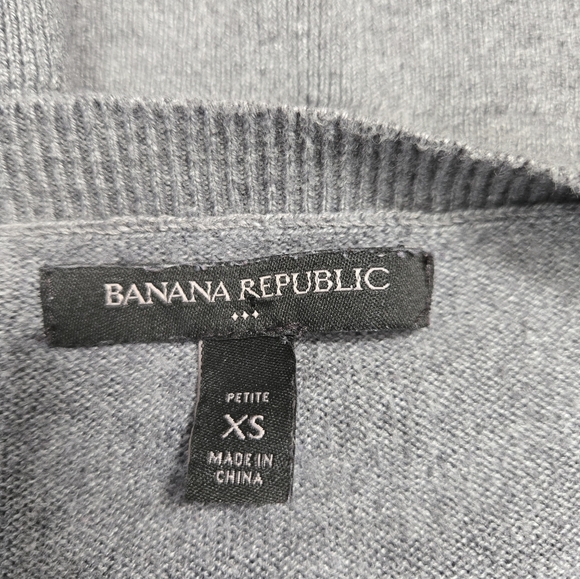 BANANA REPUBLIC
PETITE
XS
MADE IN
CHINA